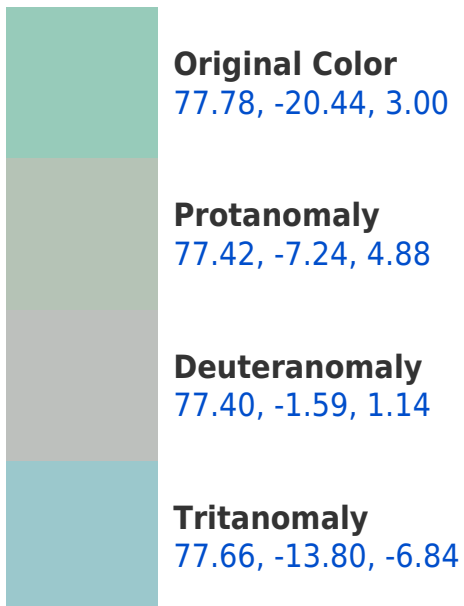 Original Color
77.78, -20.44, 3.00
Protanomaly
77.42, -7.24, 4.88
Deuteranomaly
77.40, -1.59, 1.14
Tritanomaly
77.66, -13.80, -6.84